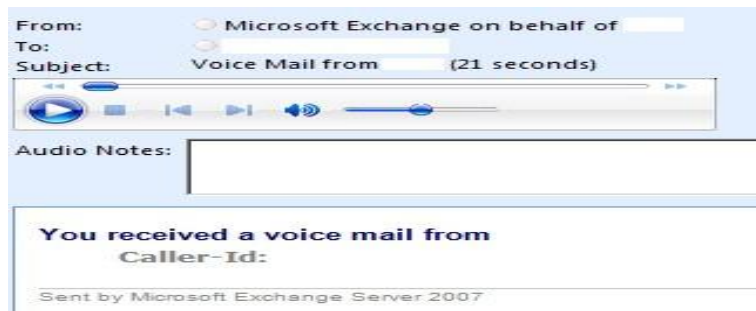 From: Microsoft Exchange on behalf of
To:
Subject: Voice Mail from (21 seconds)
Audio Notes:
You received a voice mail from
Caller-Id:
Sent by Microsoft Exchange Server 2007